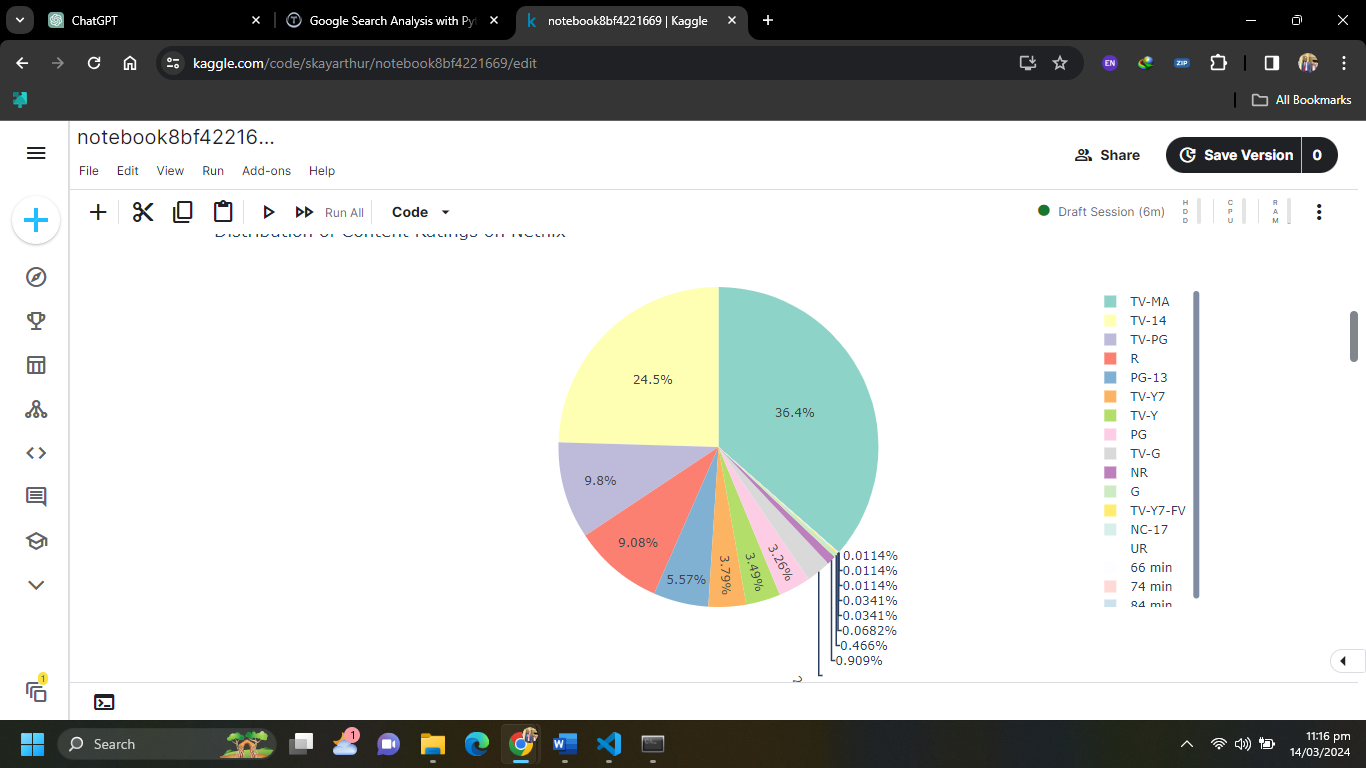 ChatGPT
Google Search Analysis with Pyt
notebook8bf4221669 | Kaggle
kaggle.com/code/skayarthur/notebook8bf4221669/edit
EN
ZIP
All Bookmarks
notebook8bf42216...
Share
Save Version
0
File
Edit
View
Run
Add-ons
Help
Run All
Code
Draft Session (6m)
HDD
CPU
RAM
Distribution of Content Ratings on Netflix
36.4%
24.5%
9.8%
9.08%
5.57%
3.79%
3.49%
3.26%
0.0114%
0.0114%
0.0114%
0.0341%
0.0341%
0.0682%
0.466%
0.909%
2
TV-MA
TV-14
TV-PG
R
PG-13
TV-Y7
TV-Y
PG
TV-G
NR
G
TV-Y7-FV
NC-17
UR
66 min
74 min
84 min
1
Search
1
11:16 pm
14/03/2024